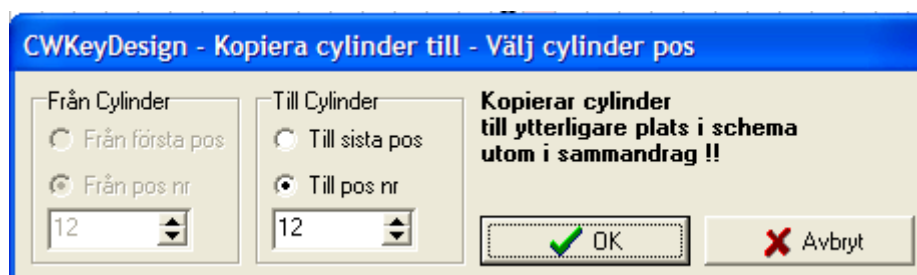 CWKeyDesign - Kopiera cylinder till - Välj cylinder pos
Från Cylinder
Från första pos
Från pos nr
12
Till Cylinder
Till sista pos
Till pos nr
12
Kopierar cylinder
till ytterligare plats i schema
utom i sammandrag !!
OK
Avbryt